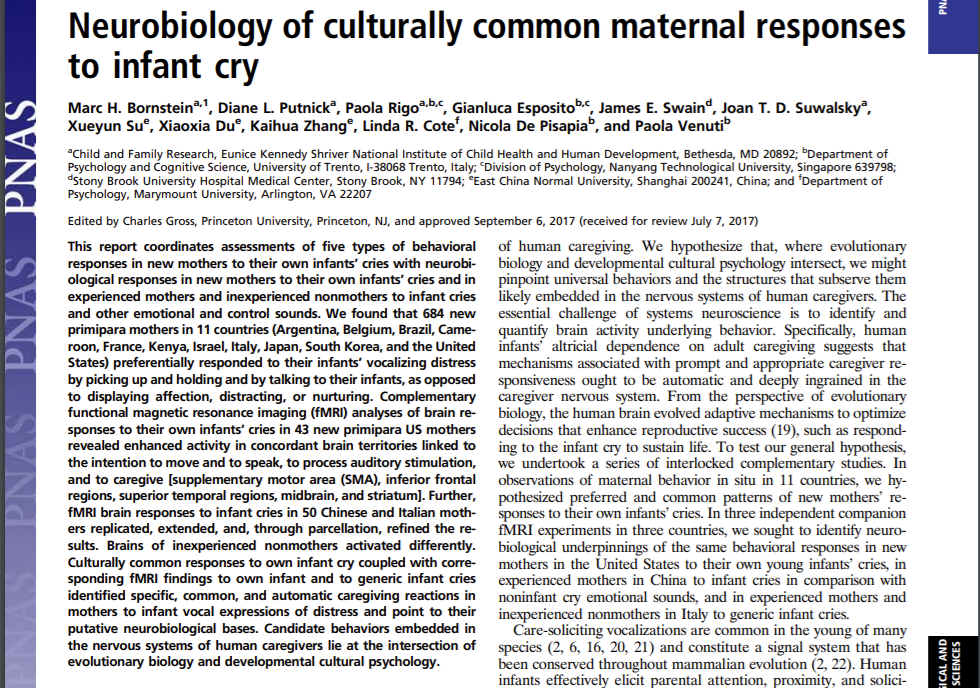 Neurobiology of culturally common maternal responses
to infant cry
Marc H. Bornstein^a,1, Diane L. Putnick^a, Paola Rigo^a,b,c, Gianluca Esposito^b,c, James E. Swain^d, Joan T. D. Suwalsky^a,
Xueyun Su^e, Xiaoxia Du^e, Kaihua Zhang^e, Linda R. Cote^f, Nicola De Pisapia^b, and Paola Venuti^b
^aChild and Family Research, Eunice Kennedy Shriver National Institute of Child Health and Human Development, Bethesda, MD 20892; ^bDepartment of
Psychology and Cognitive Science, University of Trento, I-38068 Trento, Italy; ^cDivision of Psychology, Nanyang Technological University, Singapore 639798;
^dStony Brook University Hospital Medical Center, Stony Brook, NY 11794; ^eEast China Normal University, Shanghai 200241, China; and ^fDepartment of
Psychology, Marymount University, Arlington, VA 22207
Edited by Charles Gross, Princeton University, Princeton, NJ, and approved September 6, 2017 (received for review July 7, 2017)
This report coordinates assessments of five types of behavioral
responses in new mothers to their own infants' cries with neurobi-
ological responses in new mothers to their own infants' cries and in
experienced mothers and inexperienced nonmothers to infant cries
and other emotional and control sounds. We found that 684 new
primipara mothers in 11 countries (Argentina, Belgium, Brazil, Came-
roon, France, Kenya, Israel, Italy, Japan, South Korea, and the United
States) preferentially responded to their infants' vocalizing distress
by picking up and holding and by talking to their infants, as opposed
to displaying affection, distracting, or nurturing. Complementary
functional magnetic resonance imaging (fMRI) analyses of brain re-
sponses to their own infants' cries in 43 new primipara US mothers
revealed enhanced activity in concordant brain territories linked to
the intention to move and to speak, to process auditory stimulation,
and to caregive [supplementary motor area (SMA), inferior frontal
regions, superior temporal regions, midbrain, and striatum]. Further,
fMRI brain responses to infant cries in 50 Chinese and Italian moth-
ers replicated, extended, and, through parcellation, refined the re-
sults. Brains of inexperienced nonmothers activated differently.
Culturally common responses to own infant cry coupled with corre-
sponding fMRI findings to own infant and to generic infant cries
identified specific, common, and automatic caregiving reactions in
mothers to infant vocal expressions of distress and point to their
putative neurobiological bases. Candidate behaviors embedded in
the nervous systems of human caregivers lie at the intersection of
evolutionary biology and developmental cultural psychology.
of human caregiving. We hypothesize that, where evolutionary
biology and developmental cultural psychology intersect, we might
pinpoint universal behaviors and the structures that subserve them
likely embedded in the nervous systems of human caregivers. The
essential challenge of systems neuroscience is to identify and
quantify brain activity underlying behavior. Specifically, human
infants' altricial dependence on adult caregiving suggests that
mechanisms associated with prompt and appropriate caregiver re-
sponsiveness ought to be automatic and deeply ingrained in the
caregiver nervous system. From the perspective of evolutionary
biology, the human brain evolved adaptive mechanisms to optimize
decisions that enhance reproductive success (19), such as respond-
ing to the infant cry to sustain life. To test our general hypothesis,
we undertook a series of interlocked complementary studies. In
observations of maternal behavior in situ in 11 countries, we hy-
pothesized preferred and common patterns of new mothers' re-
sponses to their own infants' cries. In three independent companion
fMRI experiments in three countries, we sought to identify neuro-
biological underpinnings of the same behavioral responses in new
mothers in the United States to their own young infants' cries, in
experienced mothers in China to infant cries in comparison with
noninfant cry emotional sounds, and in experienced mothers and
inexperienced nonmothers in Italy to generic infant cries.
Care-soliciting vocalizations are common in the young of many
species (2, 6, 16, 20, 21) and constitute a signal system that has
been conserved throughout mammalian evolution (2, 22). Human
infants effectively elicit parental attention, proximity, and solici-
PNAS
PNAS
PNAS
PNAS
PN
ICAL AND
SCIENCES